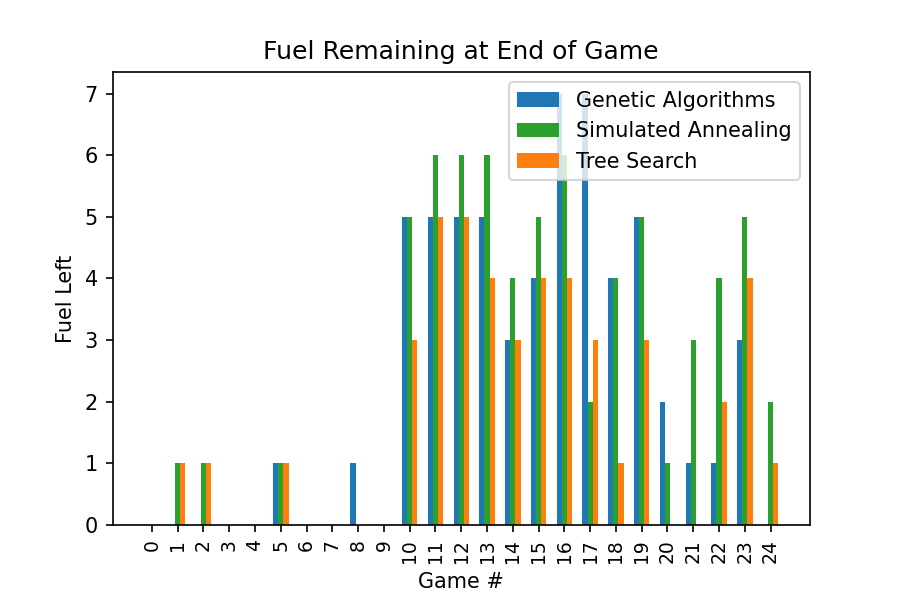 Fuel Remaining at End of Game
Genetic Algorithms
Simulated Annealing
Tree Search
Fuel Left
7
6
5
4
3
2
1
0
0 1 2 3 4 5 6 7 8 9 10 11 12 13 14 15 16 17 18 19 20 21 22 23 24
Game #